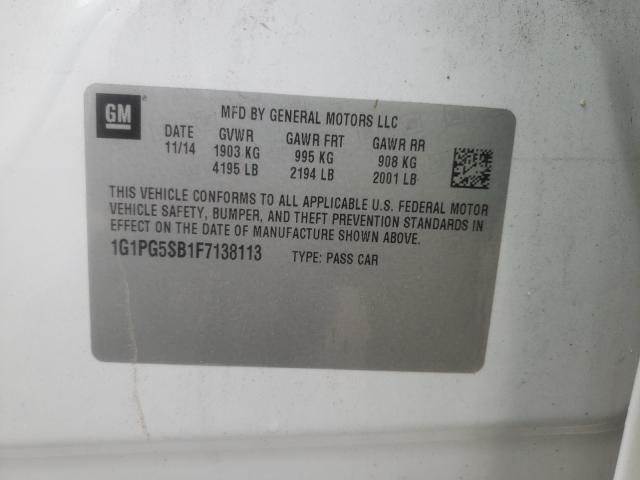 GM
MFD BY GENERAL MOTORS LLC
DATE GVWR GAWR FRT GAWR RR
11/14 1903 KG 995 KG 908 KG
4195 LB 2194 LB 2001 LB
THIS VEHICLE CONFORMS TO ALL APPLICABLE U.S. FEDERAL MOTOR
VEHICLE SAFETY, BUMPER, AND THEFT PREVENTION STANDARDS IN
EFFECT ON THE DATE OF MANUFACTURE SHOWN ABOVE.
1G1PG5SB1F7138113 TYPE: PASS CAR